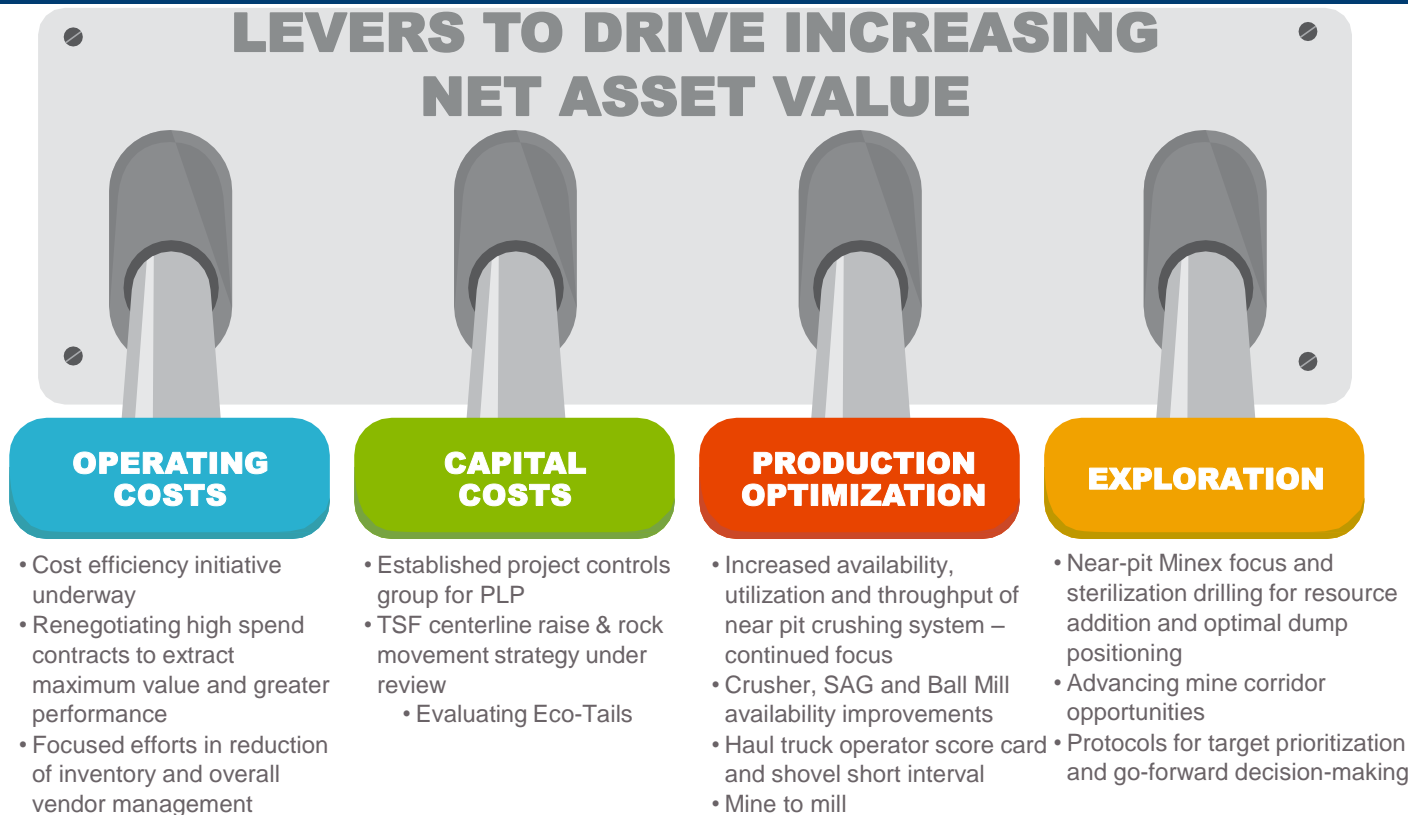 LEVERS TO DRIVE INCREASING
NET ASSET VALUE
OPERATING
COSTS
• Cost efficiency initiative
underway
• Renegotiating high spend
contracts to extract
maximum value and greater
performance
• Focused efforts in reduction
of inventory and overall
vendor management
CAPITAL
COSTS
• Established project controls
group for PLP
• TSF centerline raise & rock
movement strategy under
review
• Evaluating Eco-Tails
PRODUCTION
OPTIMIZATION
• Increased availability,
utilization and throughput of
near pit crushing system –
continued focus
• Crusher, SAG and Ball Mill
availability improvements
• Haul truck operator score card
and shovel short interval
• Mine to mill
EXPLORATION
• Near-pit Minex focus and
sterilization drilling for resource
addition and optimal dump
positioning
• Advancing mine corridor
opportunities
• Protocols for target prioritization
and go-forward decision-making